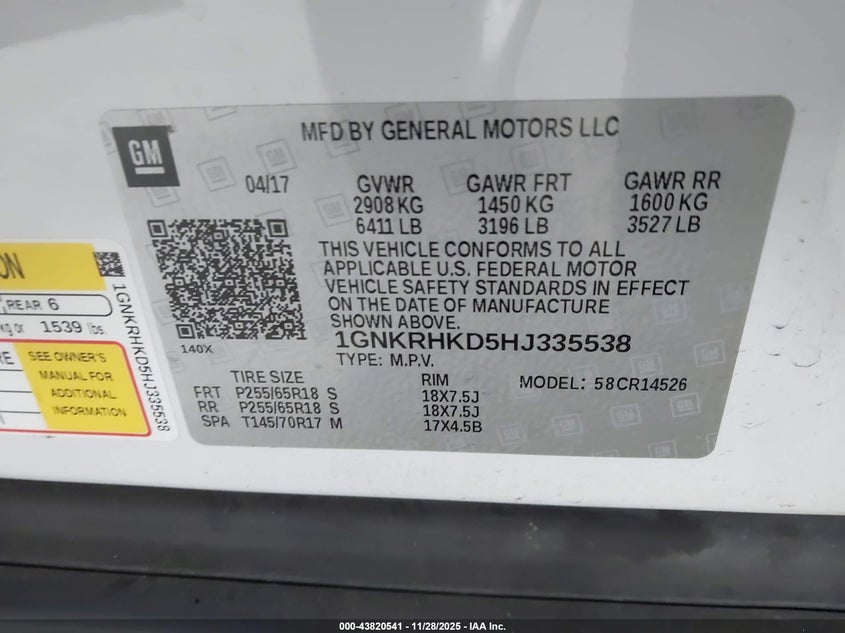 MFD BY GENERAL MOTORS LLC
GM
04/17
GVWR GAWR FRT GAWR RR
2908 KG 1450 KG 1600 KG
6411 LB 3196 LB 3527 LB
THIS VEHICLE CONFORMS TO ALL
APPLICABLE U.S. FEDERAL MOTOR
VEHICLE SAFETY STANDARDS IN EFFECT
ON THE DATE OF MANUFACTURE
SHOWN ABOVE.
140X
1GNKRHKD5HJ335538
TYPE: M.P.V.
TIRE SIZE RIM MODEL: 58CR14526
FRT P255/65R18 S 18X7.5J
RR P255/65R18 S 18X7.5J
SPA T145/70R17 M 17X4.5B
ON
REAR 6
kg or 1539 lbs.
RE
SEE OWNER'S
MANUAL FOR
ADDITIONAL
INFORMATION
1GNKRHKD5HJ335538
000-43820541 - 11/28/2025 - IAA Inc.